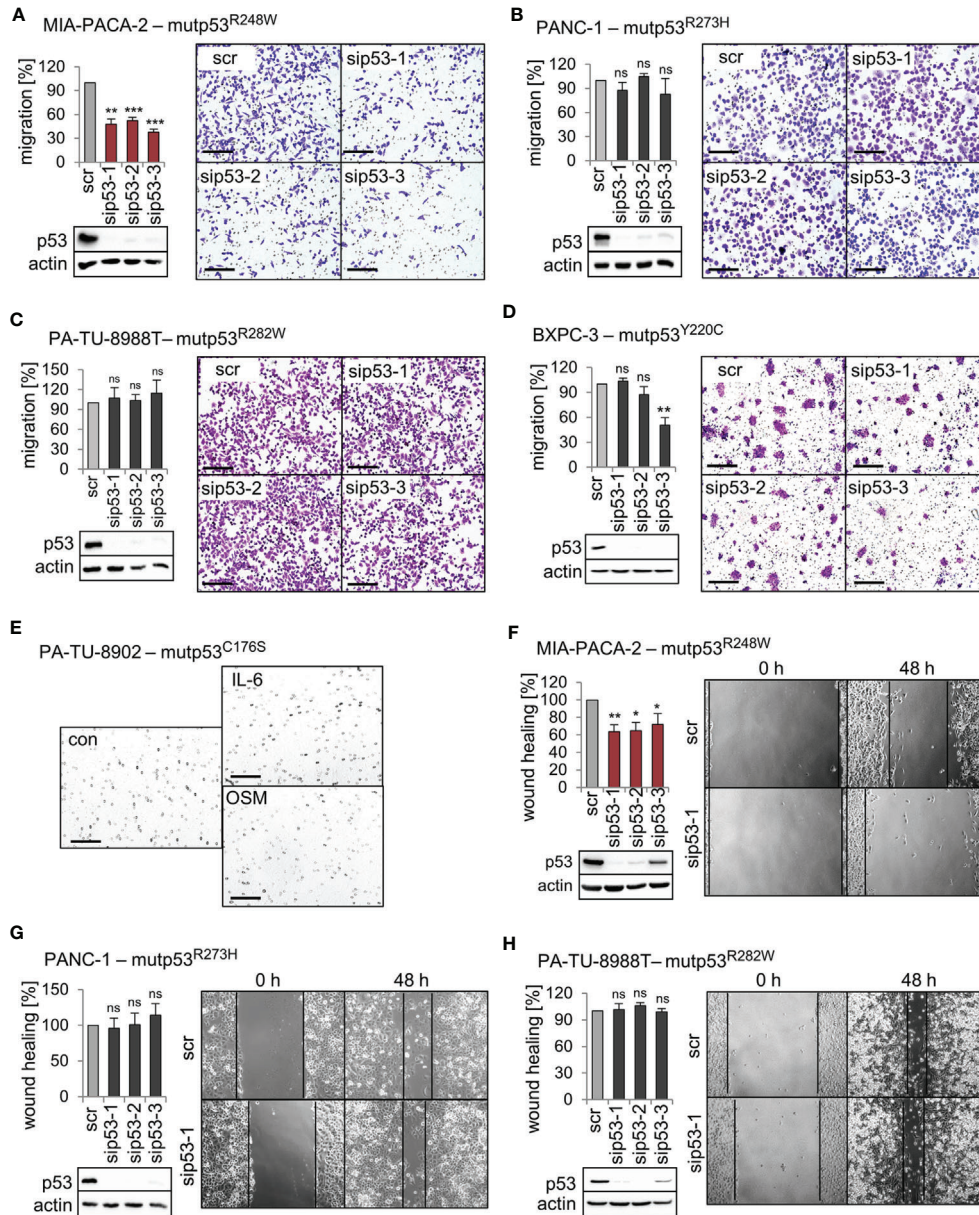 A
MIA-PACA-2 – mutp53R248W
migration [%]
120
90
60
30
0
** *** ***
scr sip53-1 sip53-2 sip53-3
p53
actin
scr sip53-1
sip53-2 sip53-3
B
PANC-1 – mutp53R273H
migration [%]
120
90
60
30
0
ns ns ns
scr sip53-1 sip53-2 sip53-3
p53
actin
scr sip53-1
sip53-2 sip53-3
C
PA-TU-8988T– mutp53R282W
migration [%]
150
120
90
60
30
0
ns ns ns
scr sip53-1 sip53-2 sip53-3
p53
actin
scr sip53-1
sip53-2 sip53-3
D
BXPC-3 – mutp53Y220C
migration [%]
120
90
60
30
0
**
scr sip53-1 sip53-2 sip53-3
p53
actin
scr sip53-1
sip53-2 sip53-3
E
PA-TU-8902 – mutp53C176S
con
IL-6
OSM
F
MIA-PACA-2 – mutp53R248W
wound healing [%]
120
100
80
60
40
20
0
** * *
scr sip53-1 sip53-2 sip53-3
p53
actin
0 h 48 h
scr
sip53-1
G
PANC-1 – mutp53R273H
wound healing [%]
150
100
50
0
ns ns ns
scr sip53-1 sip53-2 sip53-3
p53
actin
0 h 48 h
scr
sip53-1
H
PA-TU-8988T– mutp53R282W
wound healing [%]
120
90
60
30
0
ns ns ns
scr sip53-1 sip53-2 sip53-3
p53
actin
0 h 48 h
scr
sip53-1